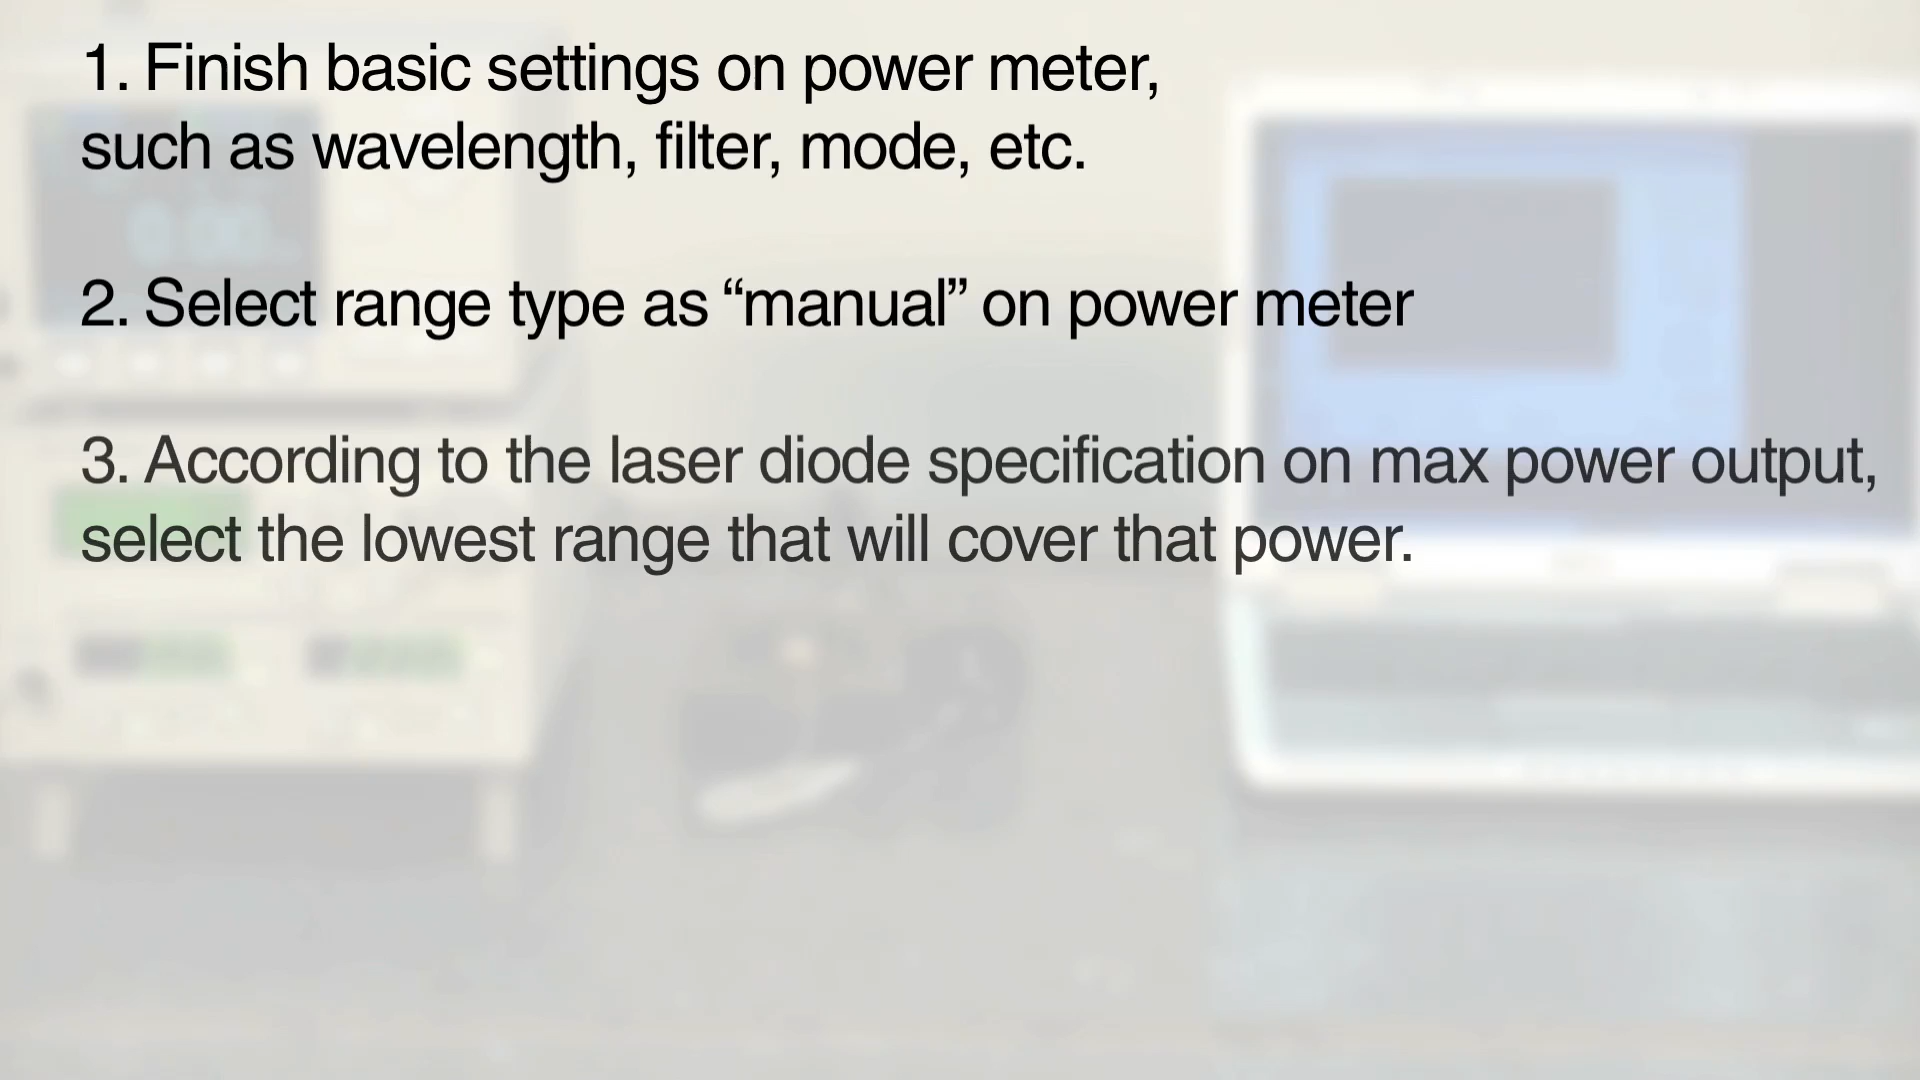 1. Finish basic settings on power meter,
such as wavelength, filter, mode, etc.
2. Select range type as “manual” on power meter
3. According to the laser diode specification on max power output,
select the lowest range that will cover that power.